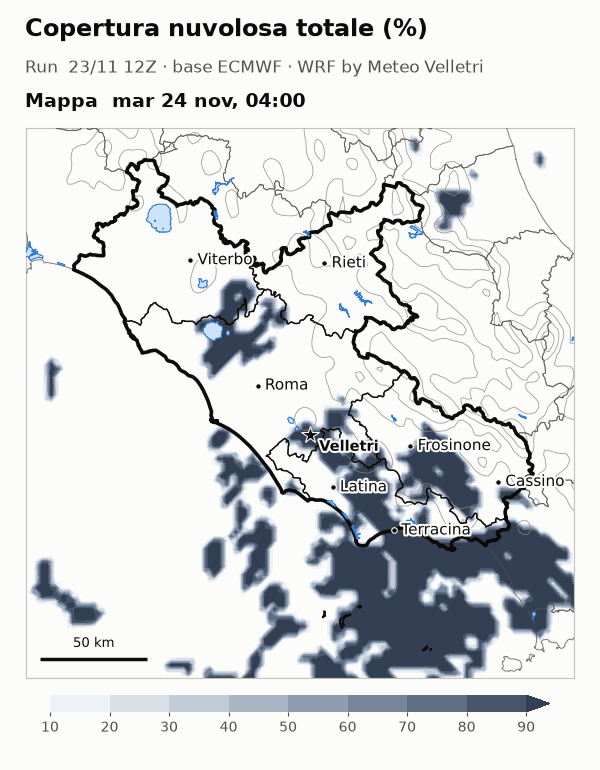 Copertura nuvolosa totale (%)
Run 23/11 12Z · base ECMWF · WRF by Meteo Velletri
Mappa mar 24 nov, 04:00
Viterbo
Rieti
Roma
Velletri
Frosinone
Latina
Cassino
Terracina
50 km
10 20 30 40 50 60 70 80 90